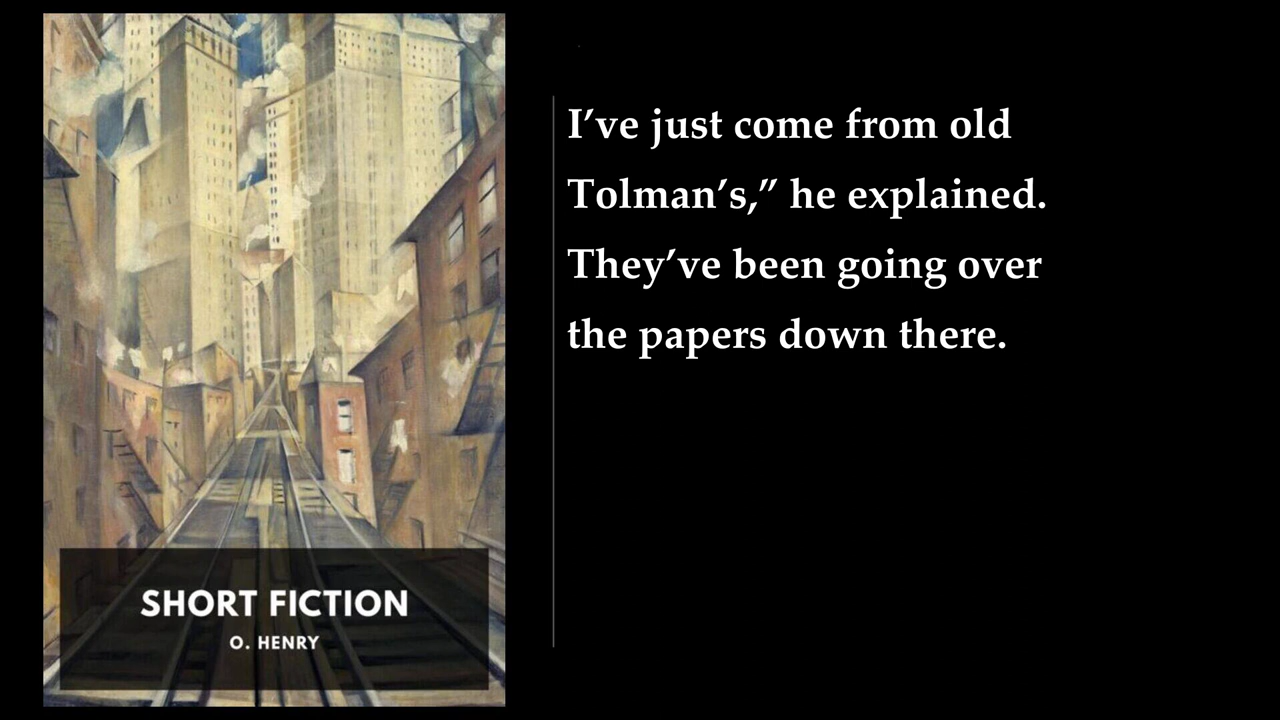 SHORT FICTION
O. HENRY
I’ve just come from old
Tolman’s,” he explained.
They’ve been going over
the papers down there.